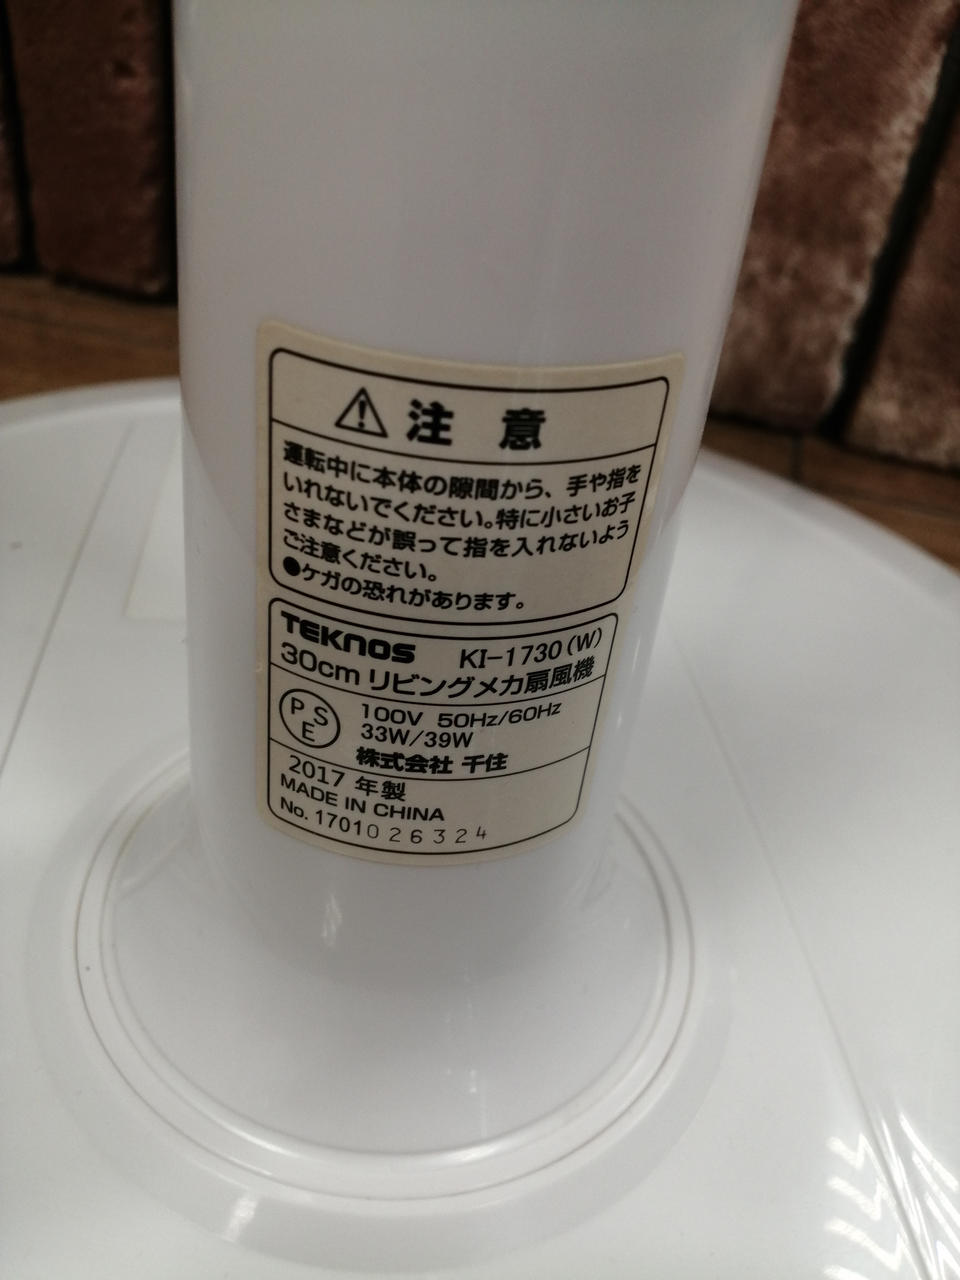 注 意
運転中に本体の隙間から、手や指を
いれないでください。特に小さいお子
さまなどが誤って指を入れないよう
ご注意ください。
●ケガの恐れがあります。
TEKNOS KI-1730(W)
30cm リビングメカ扇風機
PSE
100V 50Hz/60Hz
33W/39W
株式会社 千住
2017 年製
MADE IN CHINA
No. 1701026324